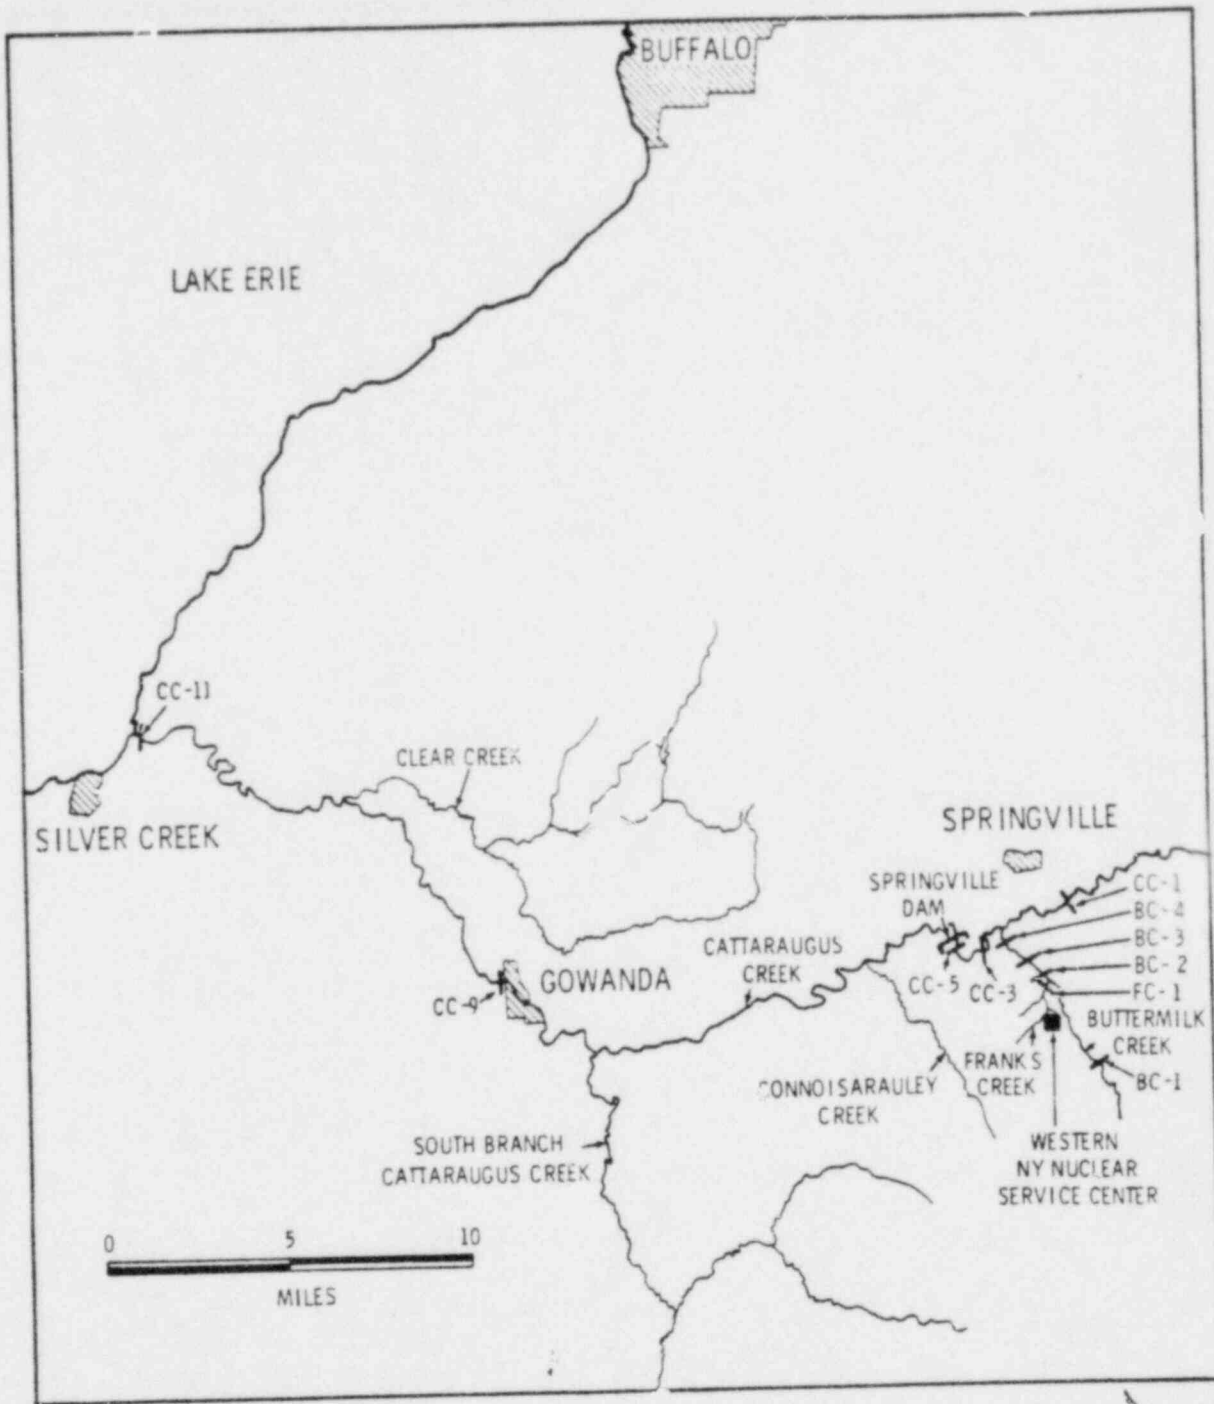 BUFFALO
LAKE ERIE
CC-11
CLEAR CREEK
SILVER CREEK
SPRINGVILLE
SPRINGVILLE
DAM
CC-1
BC-4
BC-3
BC-2
FC-1
CATTARAUGUS
CREEK
CC-5
CC-3
GOWANDA
CC-9
BUTTERMILK
CREEK
FRANKS
CREEK
BC-1
CONNOISARAULEY
CREEK
SOUTH BRANCH
CATTARAUGUS CREEK
WESTERN
NY NUCLEAR
SERVICE CENTER
0 5 10
MILES